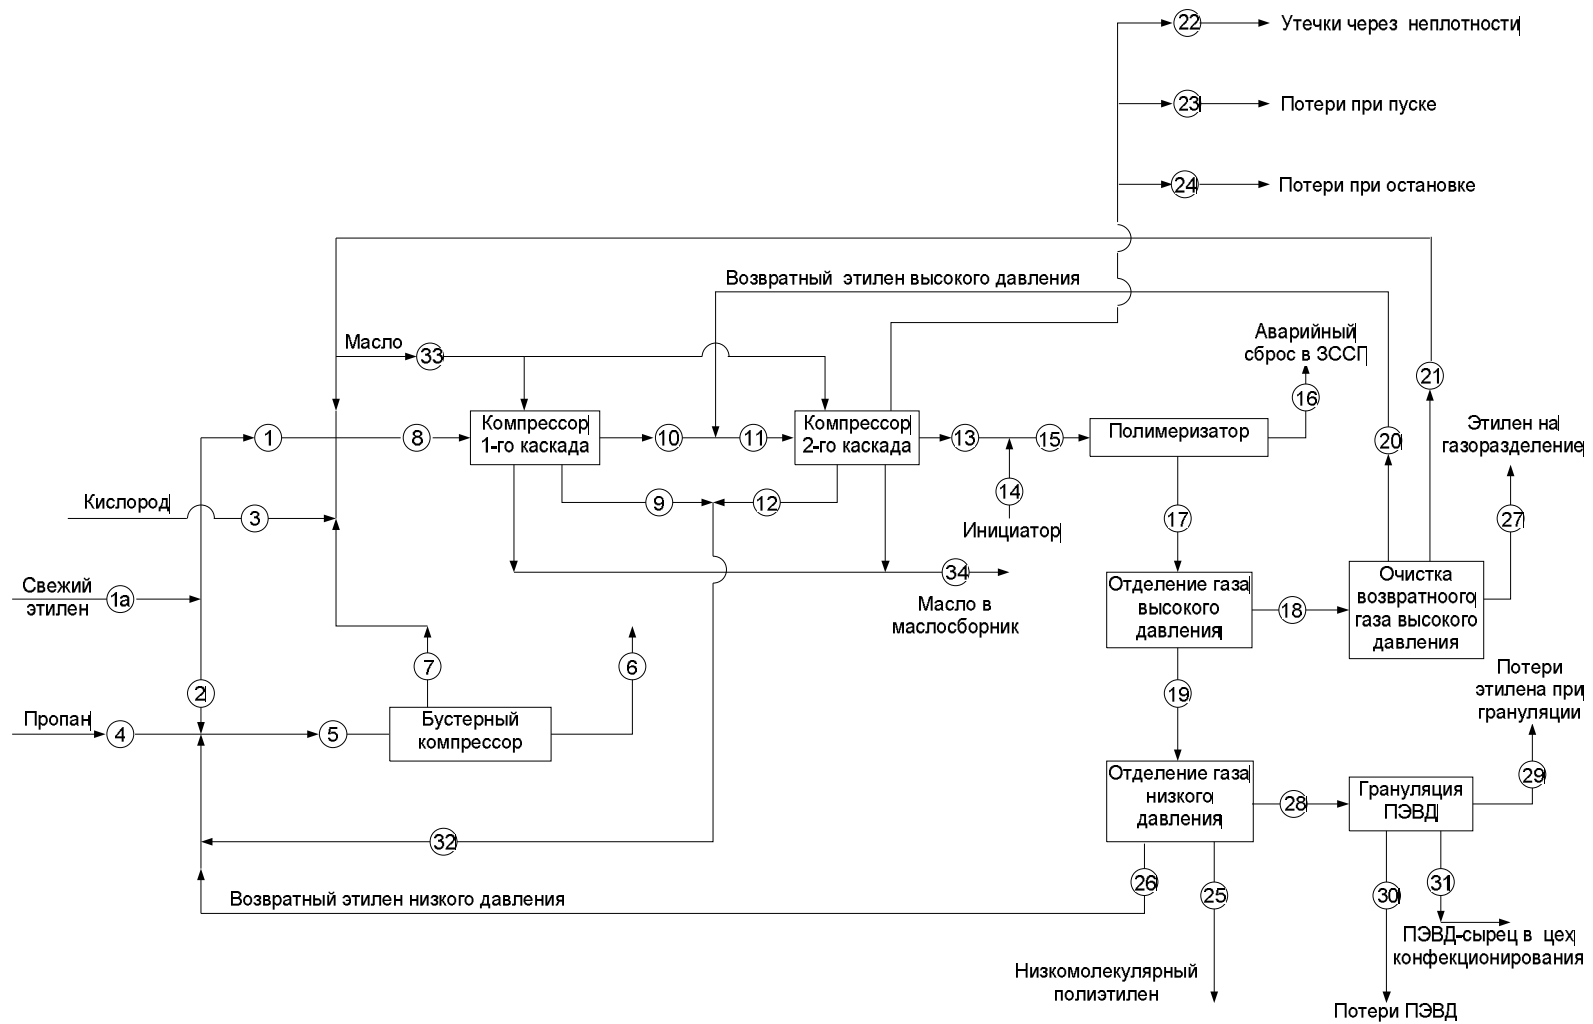 22
Утечки через неплотности
23
Потери при пуске
24
Потери при остановке
Возвратный этилен высокого давления
Масло
33
Аварийный
сброс в ЗССП
16
21
1
8
Компрессор
1-го каскада
10
11
Компрессор
2-го каскада
13
15
Полимеризатор
20
Этилен на
газоразделение
Кислород
3
9
12
14
Инициатор
17
27
Свежий
этилен
1а
34
Масло в
маслосборник
Отделение газа
высокого
давления
18
Очистка
возвратноого
газа высокого
давления
7
6
2
19
Потери
этилена при
грануляции
Пропан
4
5
Бустерный
компрессор
Отделение газа
низкого
давления
28
Грануляция
ПЭВД
29
32
Возвратный этилен низкого давления
26
25
30
31
ПЭВД-сырец в цех
конфекционирования
Низкомолекулярный
полиэтилен
Потери ПЭВД